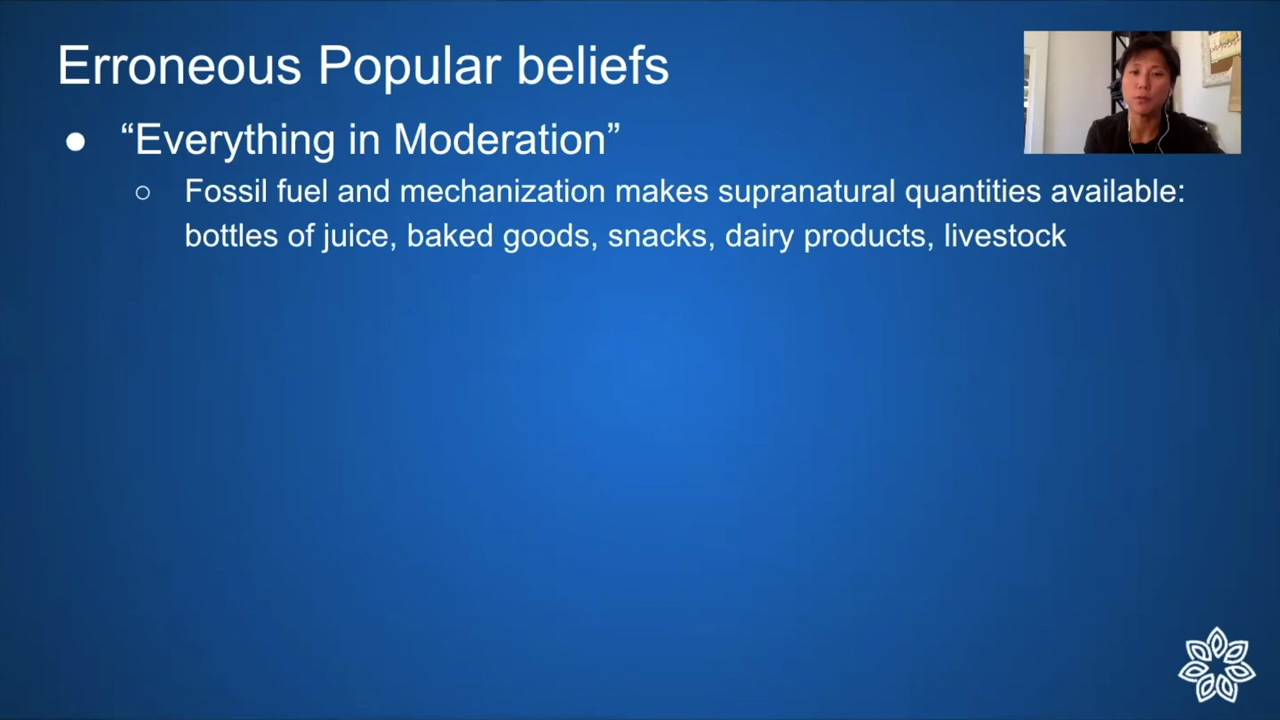 Erroneous Popular beliefs
● “Everything in Moderation”
○ Fossil fuel and mechanization makes supranatural quantities available:
bottles of juice, baked goods, snacks, dairy products, livestock